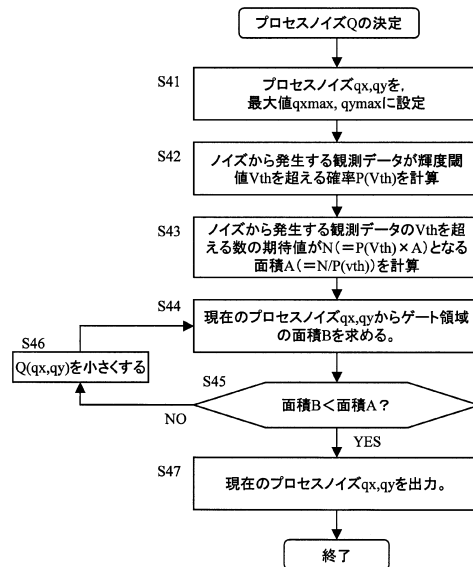 プロセスノイズQの決定
S41
プロセスノイズqx,qyを,
最大値qxmax, qymaxに設定
S42
ノイズから発生する観測データが輝度閾
値Vthを超える確率P(Vth)を計算
S43
ノイズから発生する観測データのVthを超
える数の期待値がN(=P(Vth)×A)となる
面積A(=N/P(vth))を計算
S44
現在のプロセスノイズqx,qyからゲート領域
の面積Bを求める。
S46
Q(qx,qy)を小さくする
S45
面積B<面積A?
NO
YES
S47
現在のプロセスノイズqx,qyを出力。
終了